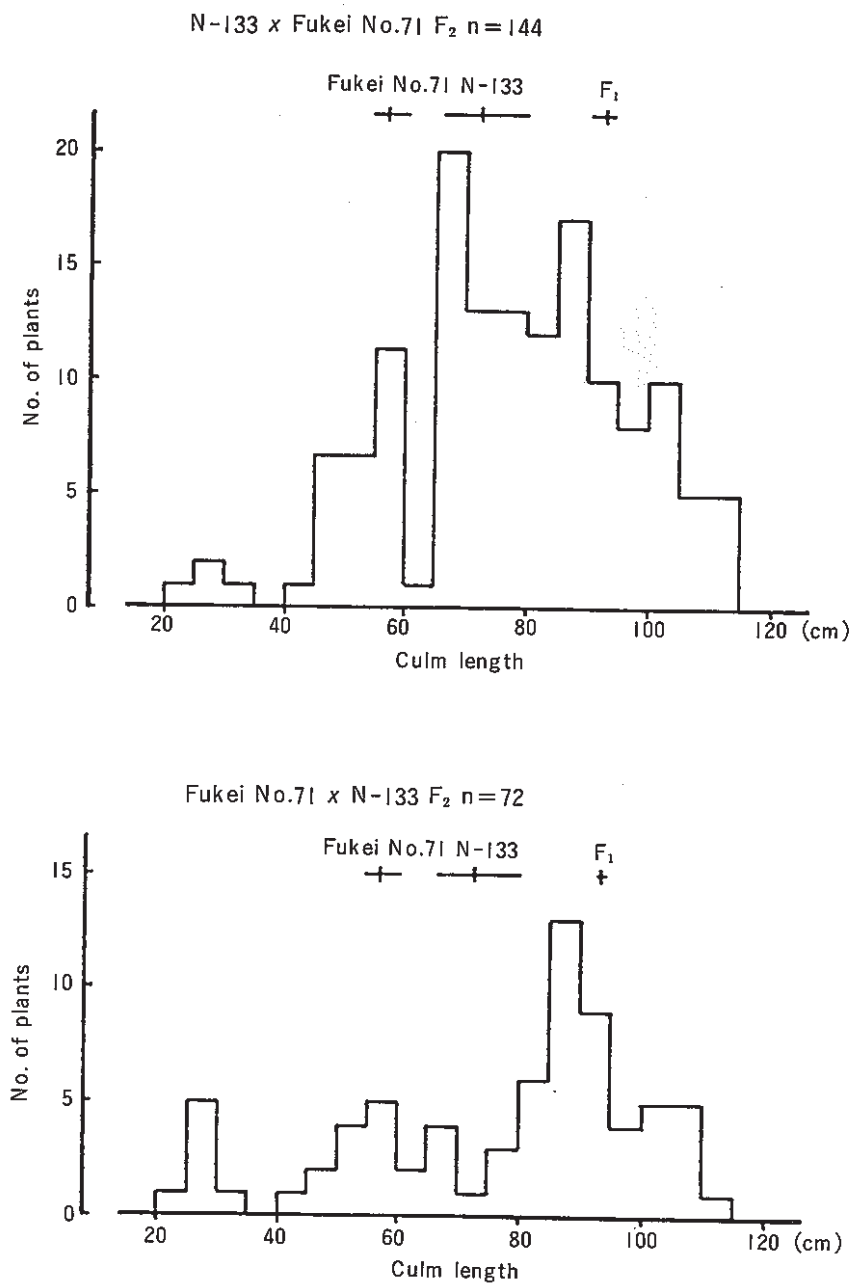 N-133 x Fukei No.71 F₂ n=144
Fukei No.71 N-133 F₁
20
15
10
5
0
No. of plants
20 40 60 80 100 120 (cm)
Culm length
Fukei No.71 x N-133 F₂ n=72
Fukei No.71 N-133 F₁
15
10
5
0
No. of plants
20 40 60 80 100 120 (cm)
Culm length